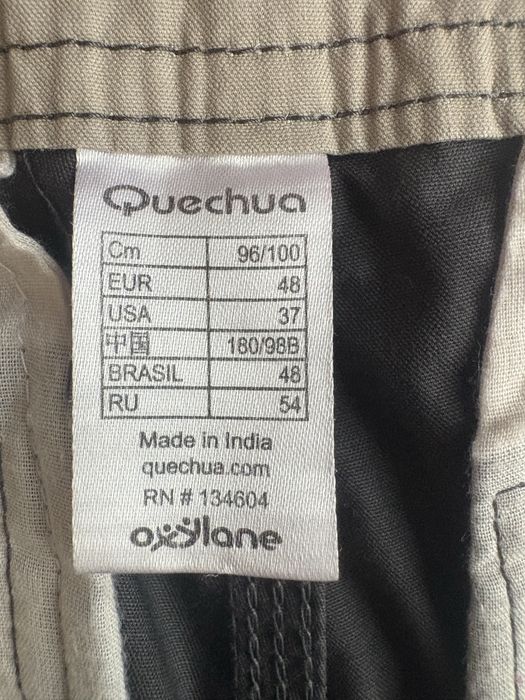 Quechua
Cm 96/100
EUR 48
USA 37
中国 180/98B
BRASIL 48
RU 54
Made in India
quechua.com
RN # 134604
oxylane